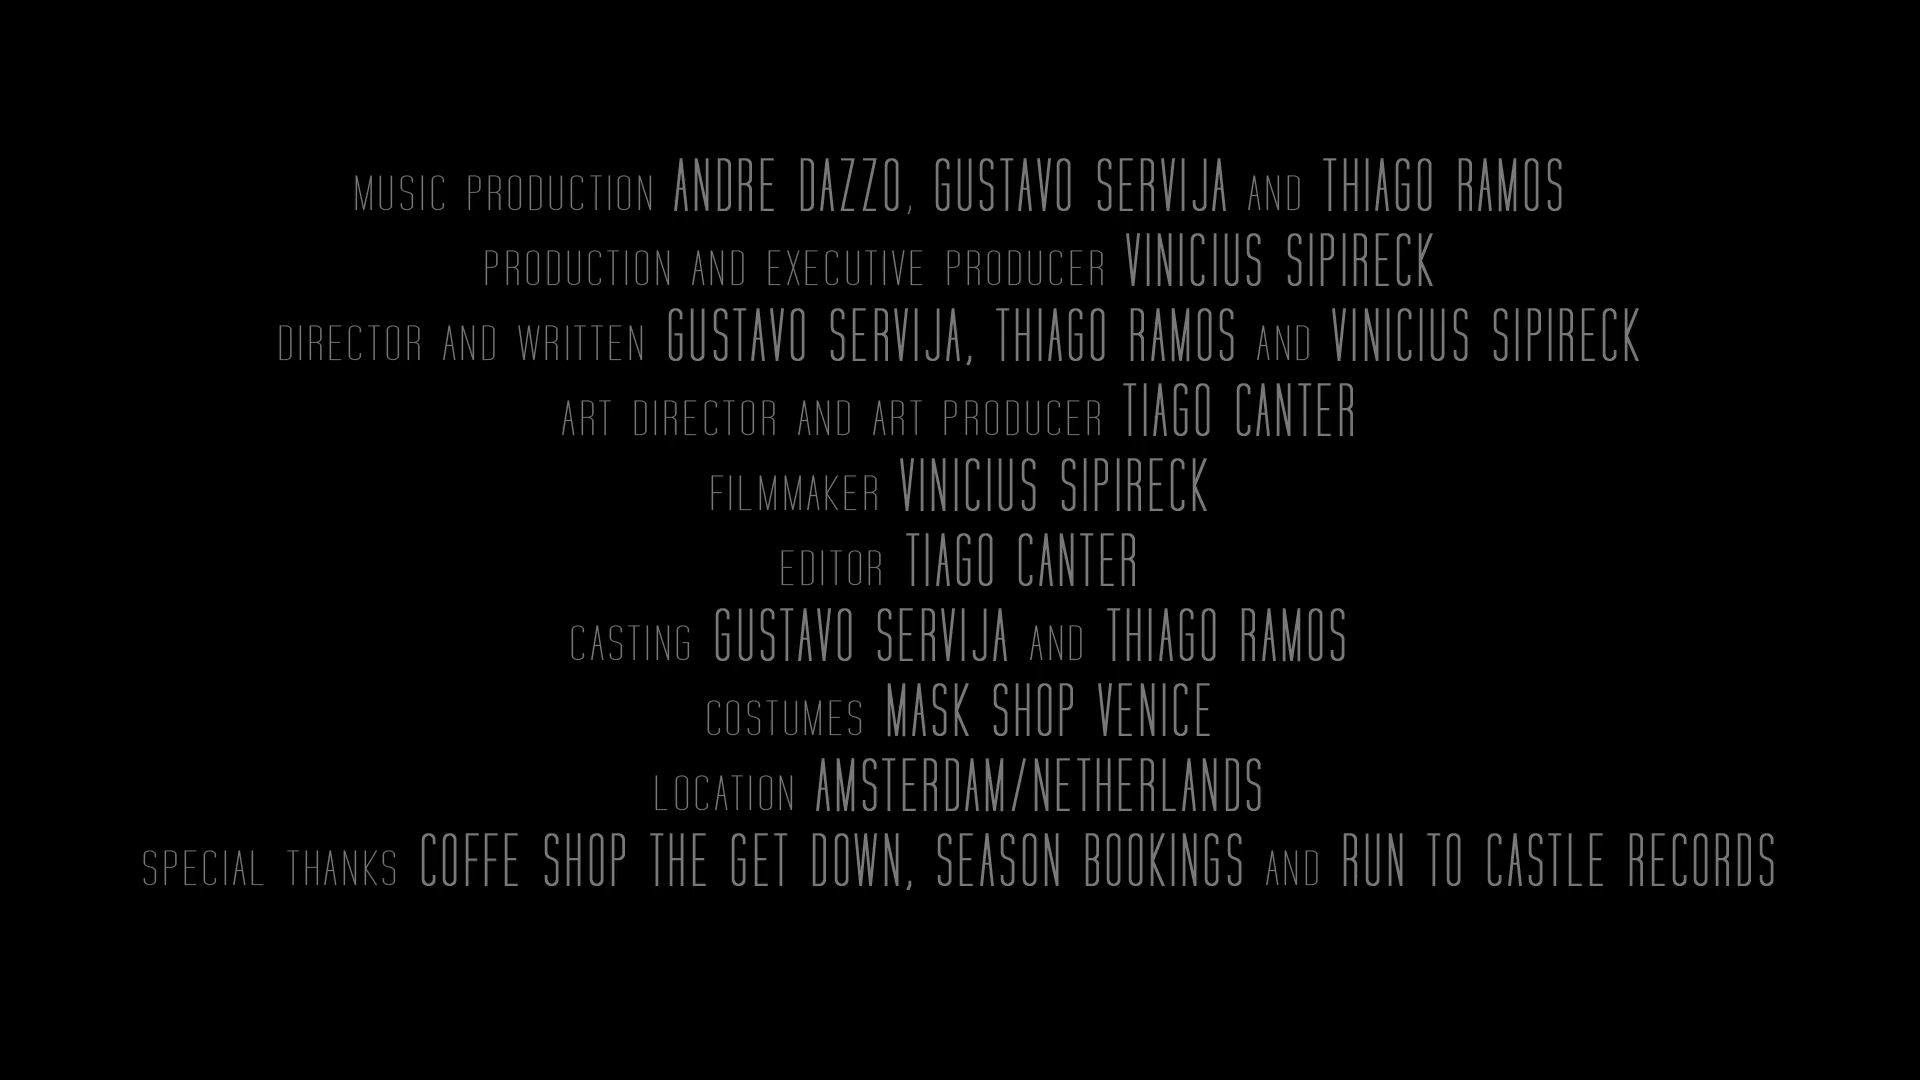 MUSIC PRODUCTION ANDRE DAZZO, GUSTAVO SERVIJA AND THIAGO RAMOS
PRODUCTION AND EXECUTIVE PRODUCER VINICIUS SIPIRECK
DIRECTOR AND WRITTEN GUSTAVO SERVIJA, THIAGO RAMOS AND VINICIUS SIPIRECK
ART DIRECTOR AND ART PRODUCER TIAGO CANTER
FILMMAKER VINICIUS SIPIRECK
EDITOR TIAGO CANTER
CASTING GUSTAVO SERVIJA AND THIAGO RAMOS
COSTUMES MASK SHOP VENICE
LOCATION AMSTERDAM/NETHERLANDS
SPECIAL THANKS COFFE SHOP THE GET DOWN, SEASON BOOKINGS AND RUN TO CASTLE RECORDS